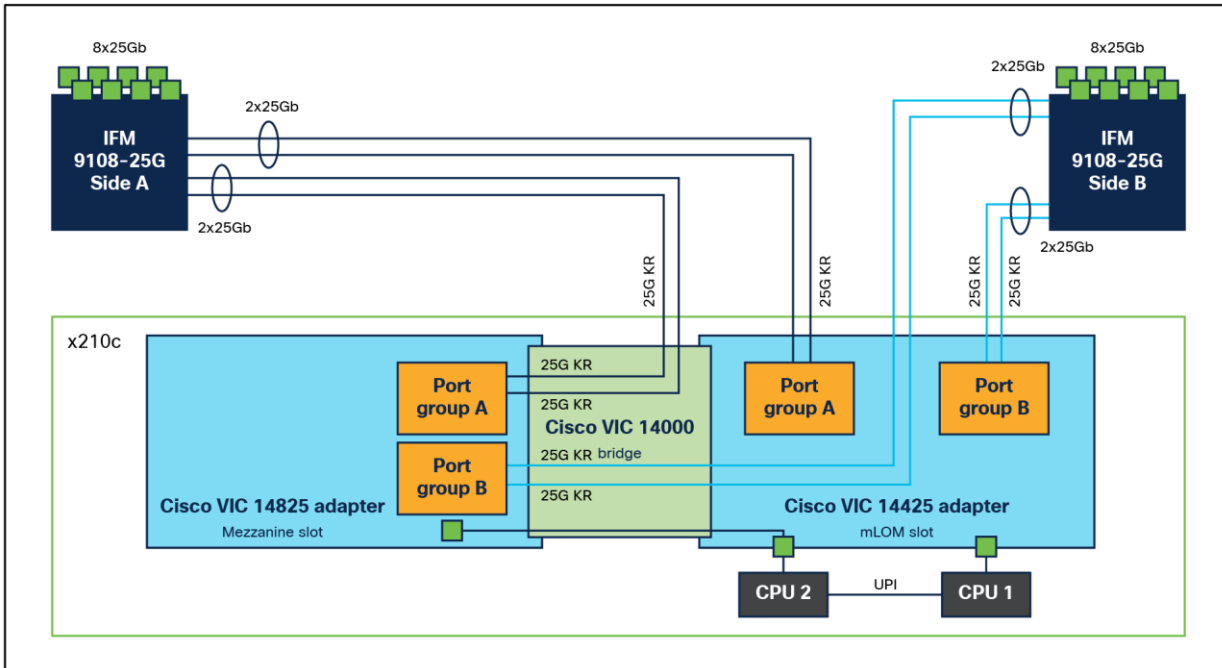 8x25Gb
IFM
9108-25G
Side A
2x25Gb
2x25Gb
2x25Gb
8x25Gb
IFM
9108-25G
Side B
2x25Gb
25G KR
25G KR
25G KR
25G KR
x210c
Port
group A
Port
group B
Cisco VIC 14825 adapter
Mezzanine slot
25G KR
25G KR
Cisco VIC 14000
bridge
25G KR
25G KR
Port
group A
Port
group B
Cisco VIC 14425 adapter
mLOM slot
CPU 2
UPI
CPU 1